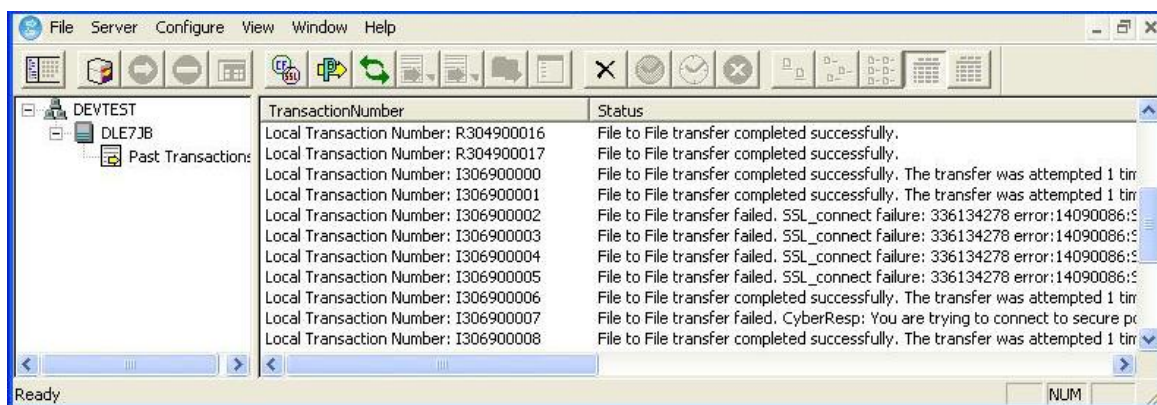 File Server Configure View Window Help
CF SSL P
DEVTEST
DLE7JB
Past Transactions
TransactionNumber Status
Local Transaction Number: R304900016 File to File transfer completed successfully.
Local Transaction Number: R304900017 File to File transfer completed successfully.
Local Transaction Number: I306900000 File to File transfer completed successfully. The transfer was attempted 1 tim
Local Transaction Number: I306900001 File to File transfer completed successfully. The transfer was attempted 1 tim
Local Transaction Number: I306900002 File to File transfer failed. SSL_connect failure: 336134278 error:14090086:S
Local Transaction Number: I306900003 File to File transfer failed. SSL_connect failure: 336134278 error:14090086:S
Local Transaction Number: I306900004 File to File transfer failed. SSL_connect failure: 336134278 error:14090086:S
Local Transaction Number: I306900005 File to File transfer failed. SSL_connect failure: 336134278 error:14090086:S
Local Transaction Number: I306900006 File to File transfer completed successfully. The transfer was attempted 1 tim
Local Transaction Number: I306900007 File to File transfer failed. CyberResp: You are trying to connect to secure po
Local Transaction Number: I306900008 File to File transfer completed successfully. The transfer was attempted 1 tim
Ready NUM